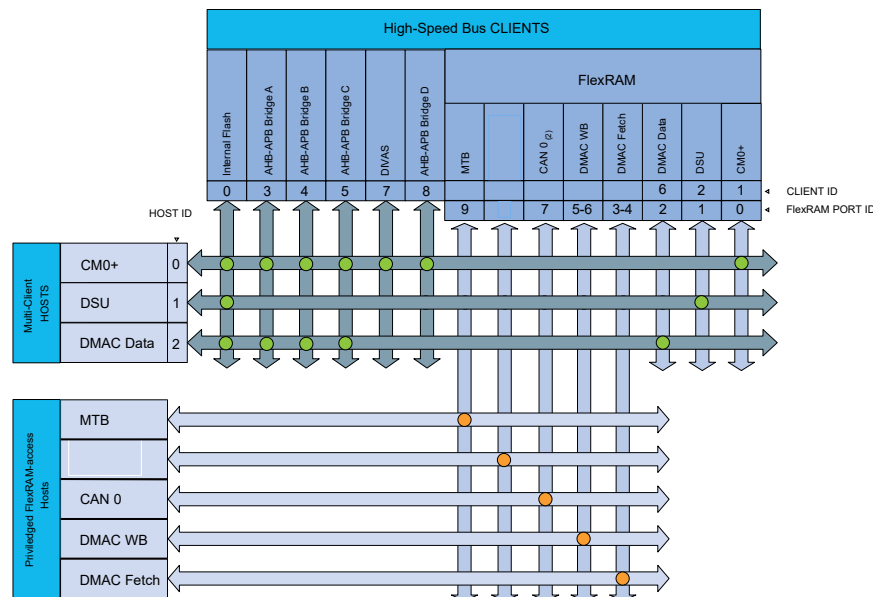 High-Speed Bus CLIENTS
Internal Flash
AHB-APB Bridge A
AHB-APB Bridge B
AHB-APB Bridge C
DIVAS
AHB-APB Bridge D
FlexRAM
MTB
CAN 0 (2)
DMAC WB
DMAC Fetch
DMAC Data
DSU
CM0+
0 3 4 5 7 8 6 2 1 CLIENT ID
9 7 5-6 3-4 2 1 0 FlexRAM PORT ID
HOST ID
Multi-Client
HOSTS
CM0+ 0
DSU 1
DMAC Data 2
Priviledged FlexRAM-access
Hosts
MTB
CAN 0
DMAC WB
DMAC Fetch